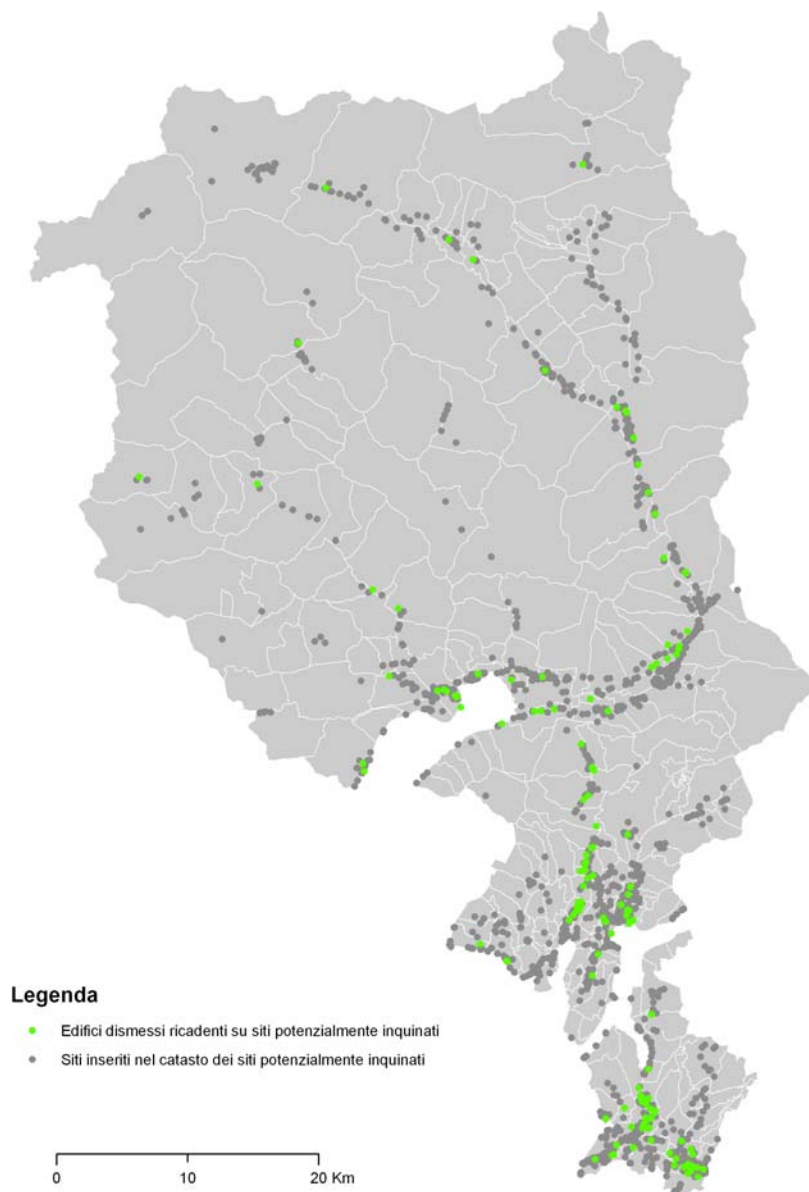 Legenda
Edifici dismessi ricadenti su siti potenzialmente inquinati
Siti inseriti nel catasto dei siti potenzialmente inquinati
0 10 20 Km